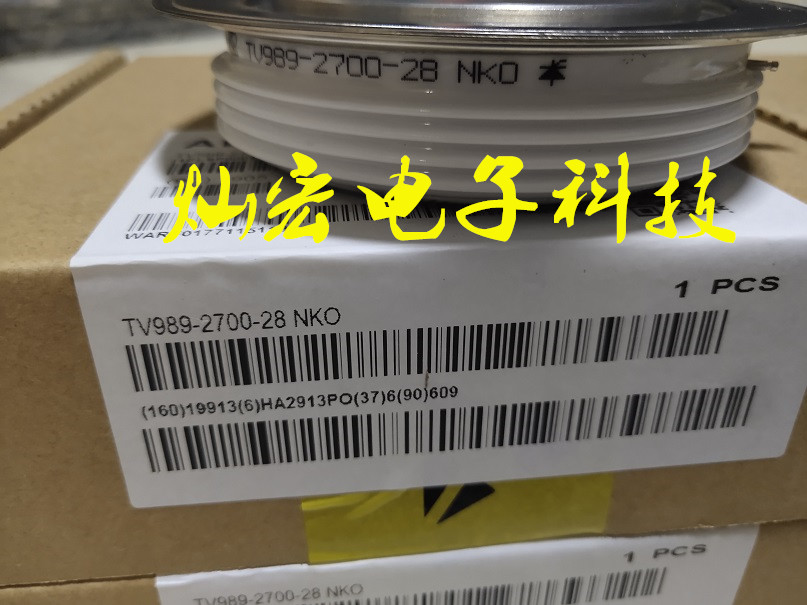 TV989-2700-28 NKO
灿宏电子科技
1 PCS
TV989-2700-28 NKO
(160)19913(6)HA2913PO(37)6(90)609
1 PCS
TV989-2700-28 NKO